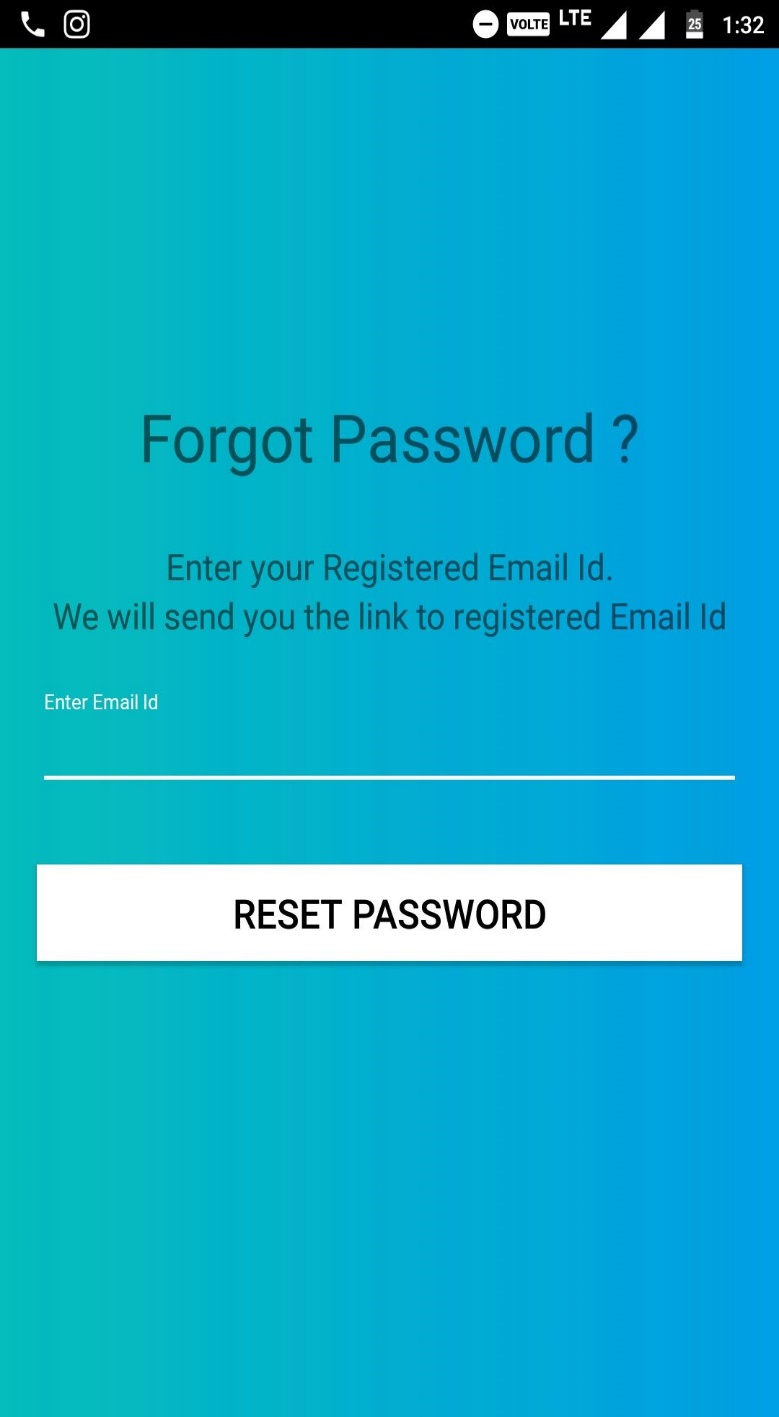 VOLTE LTE 25 1:32
Forgot Password ?
Enter your Registered Email Id.
We will send you the link to registered Email Id
Enter Email Id
RESET PASSWORD